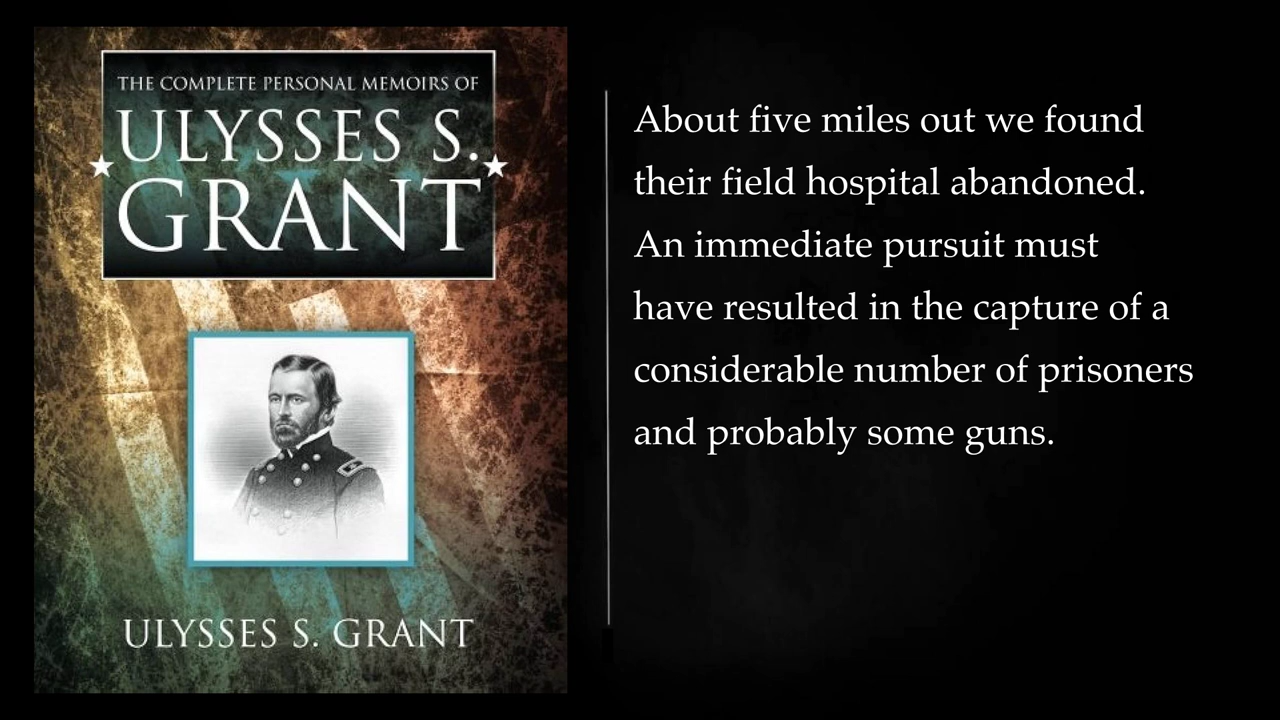 THE COMPLETE PERSONAL MEMOIRS OF
ULYSSES S.
GRANT
ULYSSES S. GRANT
About five miles out we found
their field hospital abandoned.
An immediate pursuit must
have resulted in the capture of a
considerable number of prisoners
and probably some guns.